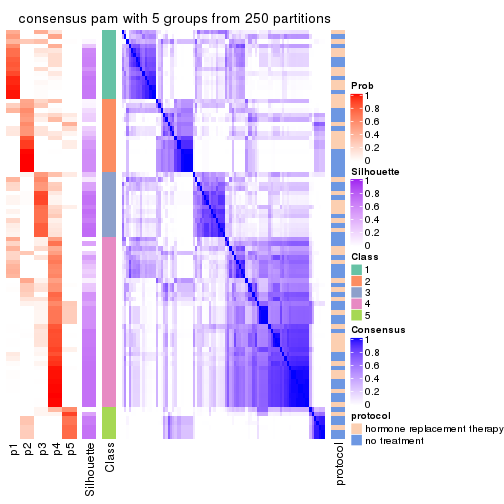 consensus pam with 5 groups from 250 partitions
Prob
1
0.8
0.6
0.4
0.2
0
Silhouette
1
0.8
0.6
0.4
0.2
0
Class
1
2
3
4
5
Consensus
1
0.8
0.6
0.4
0.2
0
protocol
hormone replacement therapy
no treatment
p1
p2
p3
p4
p5
Silhouette
Class
protocol